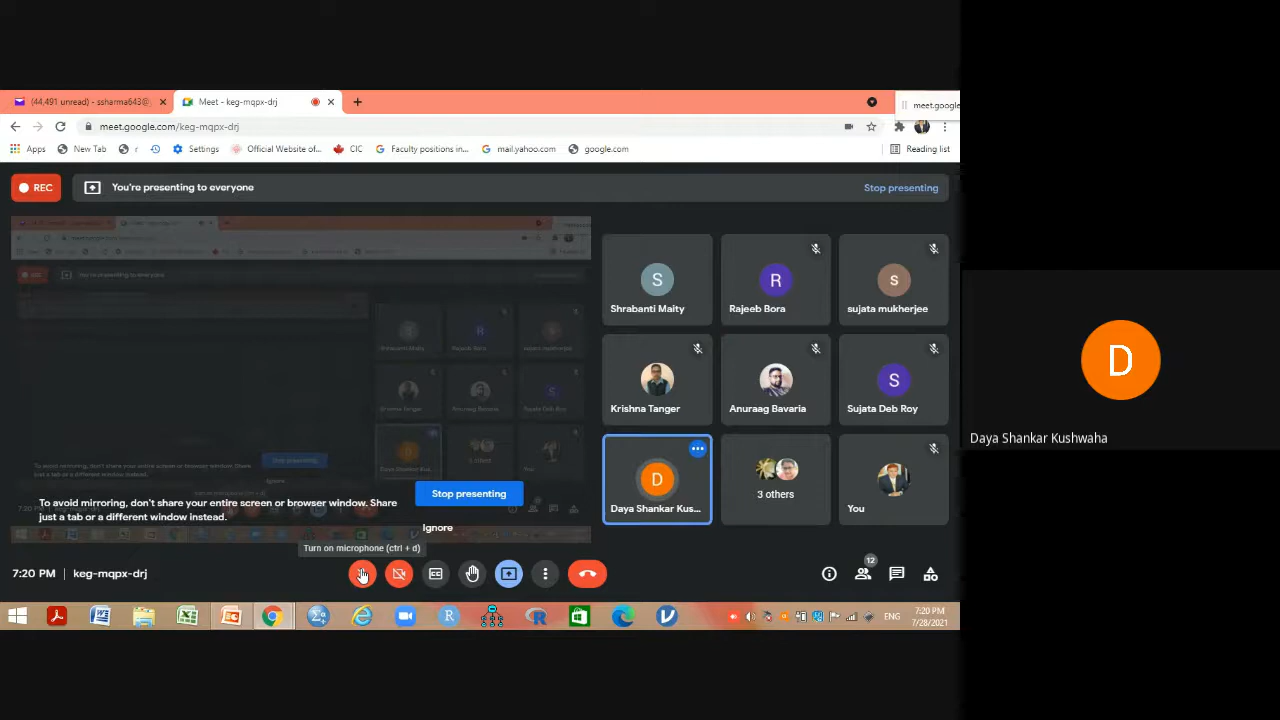 (44,491 unread) - ssharma643@
Meet - keg-mqpx-drj
meet.google
meet.google.com/keg-mqpx-drj
Apps
New Tab
r
Settings
Official Website of...
CIC
Faculty positions in...
mail.yahoo.com
google.com
Reading list
REC
You're presenting to everyone
Stop presenting
S
R
s
Shrabanti Maity
Rajeeb Bora
sujata mukherjee
S
Krishna Tanger
Anuraag Bavaria
Sujata Deb Roy
D
Daya Shankar Kus...
3 others
You
To avoid mirroring, don't share your entire screen or browser window. Share
just a tab or a different window instead.
Stop presenting
Ignore
Turn on microphone (ctrl + d)
7:20 PM | keg-mqpx-drj
12
ENG
7:20 PM
7/28/2021
D
Daya Shankar Kushwaha